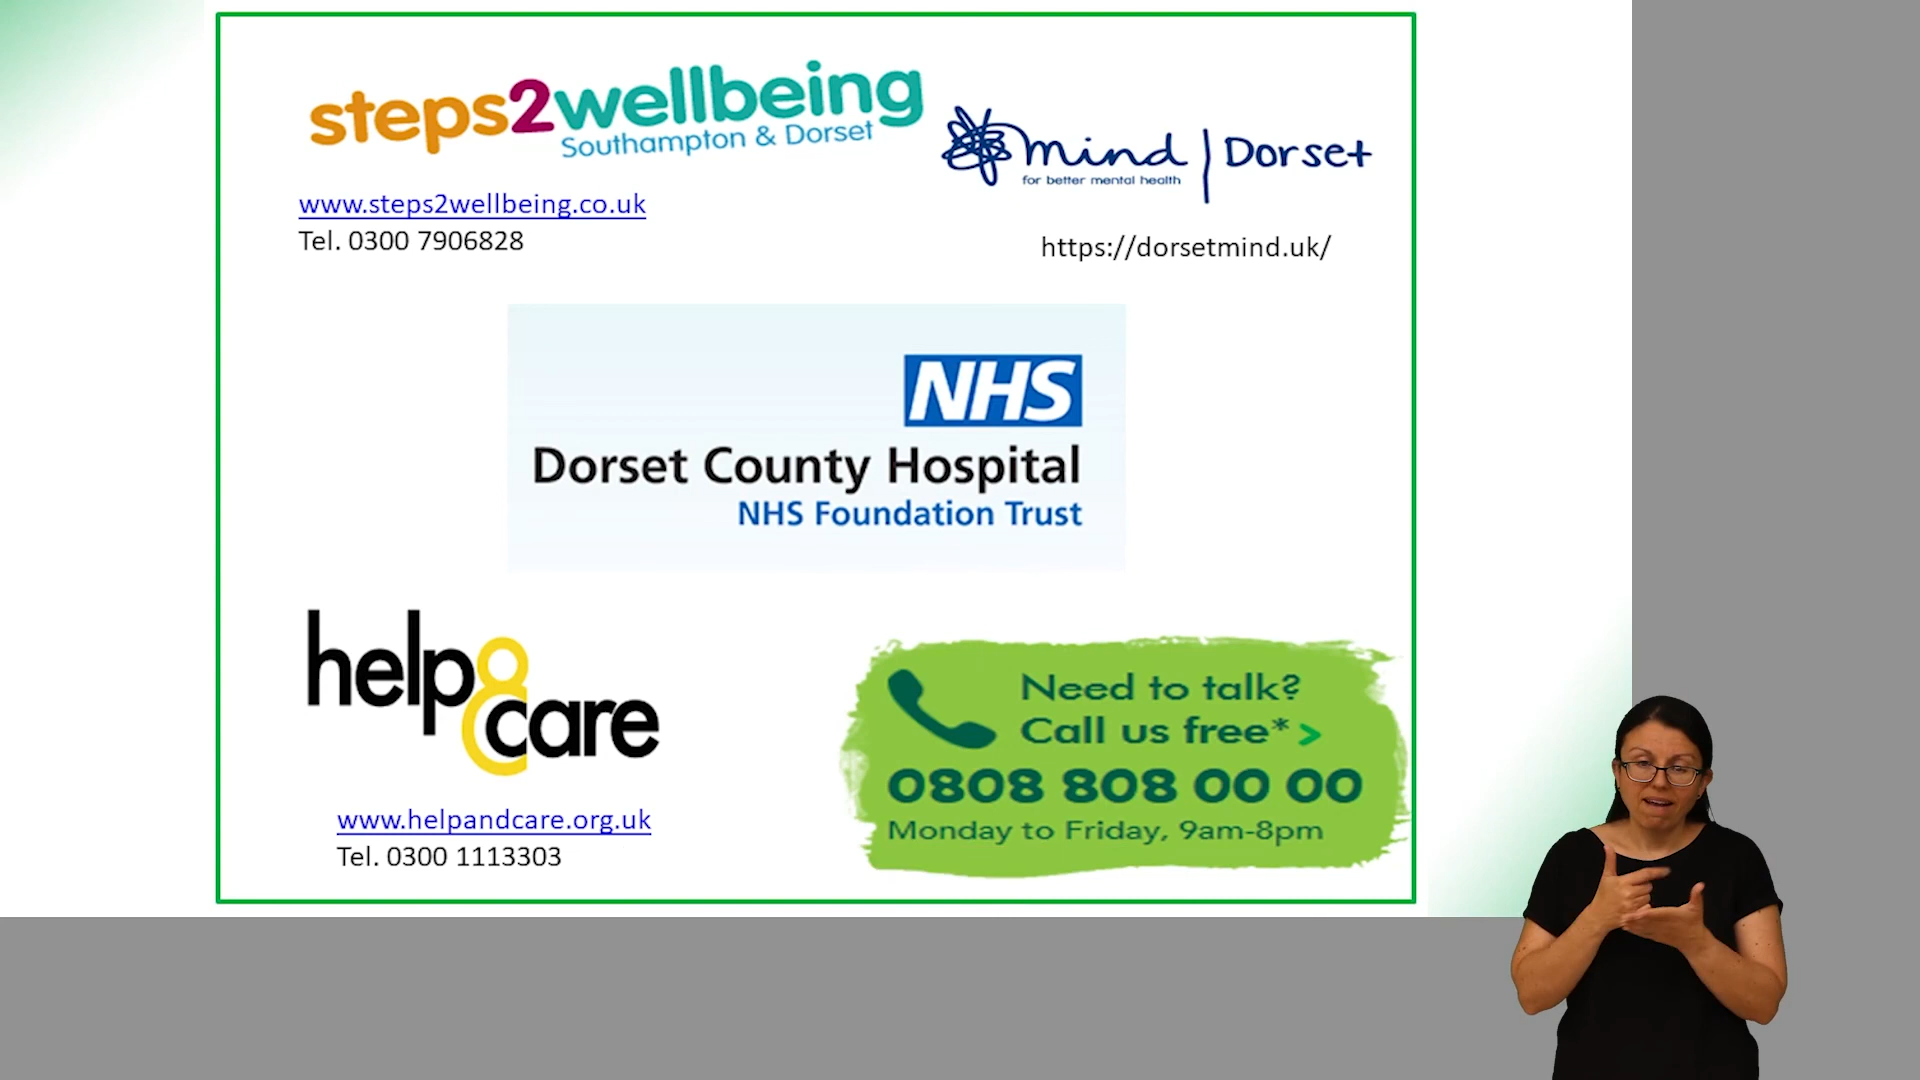 steps2wellbeing
Southampton & Dorset
www.steps2wellbeing.co.uk
Tel. 0300 7906828
mind | Dorset
for better mental health
https://dorsetmind.uk/
NHS
Dorset County Hospital
NHS Foundation Trust
help&care
www.helpandcare.org.uk
Tel. 0300 1113303
Need to talk?
Call us free* >
0808 808 00 00
Monday to Friday, 9am-8pm